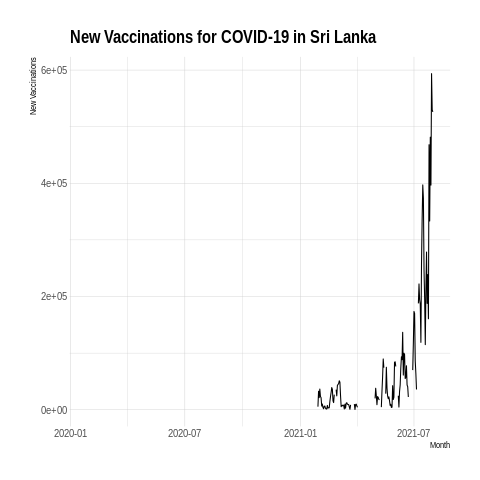 New Vaccinations for COVID-19 in Sri Lanka
New Vaccinations
6e+05
4e+05
2e+05
0e+00
2020-01 2020-07 2021-01 2021-07
Month